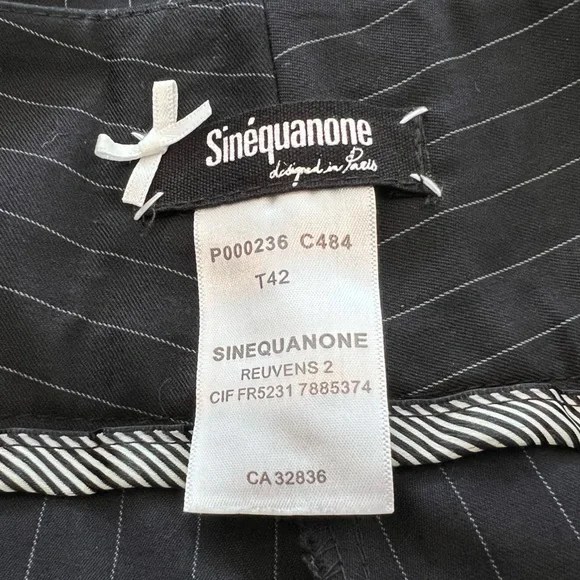 Sinéquanone
designed in Paris
P000236 C484
T42
SINEQUANONE
REUVENS 2
CIF FR5231 7885374
CA 32836